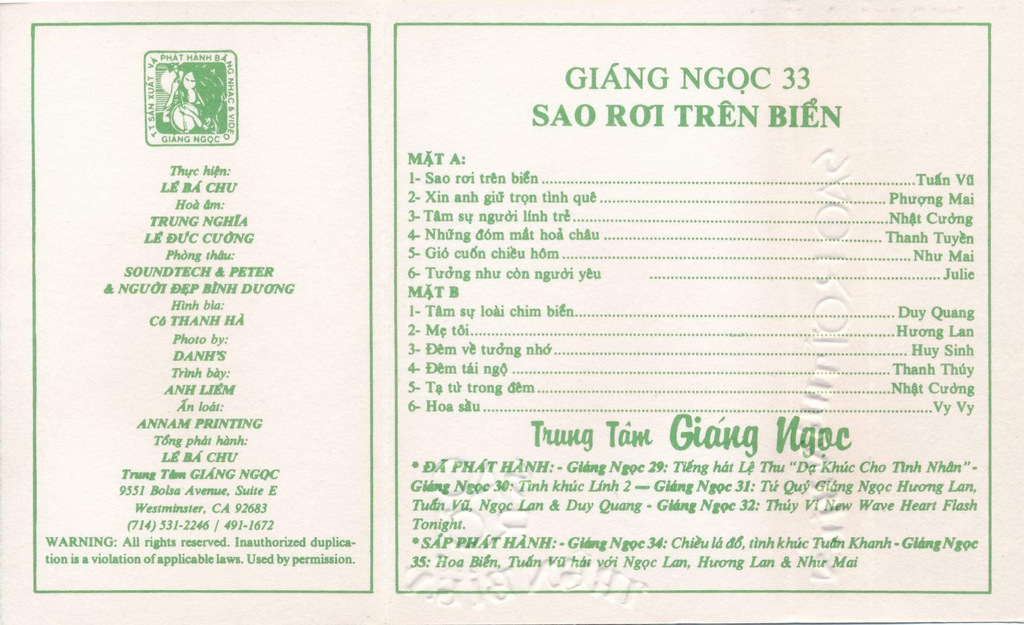 TY SẢN XUẤT VÀ PHÁT HÀNH BĂNG NHẠC & VIDEO
GIÁNG NGỌC
Thực hiện:
LÊ BÁ CHƯ
Hoà âm:
TRUNG NGHĨA
LÊ ĐỨC CƯỜNG
Phòng thâu:
SOUNDTECH & PETER
& NGƯỜI ĐẸP BÌNH DƯƠNG
Hình bìa:
Cô THANH HÀ
Photo by:
DANH'S
Trình bày:
ANH LIÊM
Ấn loát:
ANNAM PRINTING
Tổng phát hành:
LÊ BÁ CHƯ
Trung Tâm GIÁNG NGỌC
9551 Bolsa Avenue, Suite E
Westminster, CA 92683
(714) 531-2246 / 491-1672
WARNING: All rights reserved. Inauthorized duplica-
tion is a violation of applicable laws. Used by permission.
GIÁNG NGỌC 33
SAO RƠI TRÊN BIỂN
MẶT A:
1- Sao rơi trên biển ........ Tuấn Vũ
2- Xin anh giữ trọn tình quê ........ Phượng Mai
3- Tâm sự người lính trẻ ........ Nhật Cường
4- Những đóm mắt hoả châu ........ Thanh Tuyền
5- Gió cuốn chiều hôm ........ Như Mai
6- Tưởng như còn người yêu ........ Julie
MẶT B
1- Tâm sự loài chim biển ........ Duy Quang
2- Mẹ tôi ........ Hương Lan
3- Đêm về tưởng nhớ ........ Huy Sinh
4- Đêm tái ngộ ........ Thanh Thúy
5- Tạ từ trong đêm ........ Nhật Cường
6- Hoa sầu ........ Vy Vy
Trung Tâm Giáng Ngọc
* ĐÃ PHÁT HÀNH: - Giáng Ngọc 29: Tiếng hát Lệ Thu "Dạ Khúc Cho Tình Nhân" -
Giáng Ngọc 30: Tình khúc Lính 2 — Giáng Ngọc 31: Tứ Quý Giáng Ngọc Hương Lan,
Tuấn Vũ, Ngọc Lan & Duy Quang - Giáng Ngọc 32: Thúy Vi New Wave Heart Flash
Tonight.
* SẮP PHÁT HÀNH: - Giáng Ngọc 34: Chiều lá đổ, tình khúc Tuấn Khanh - Giáng Ngọc
35: Hoa Biển, Tuấn Vũ hát với Ngọc Lan, Hương Lan & Như Mai